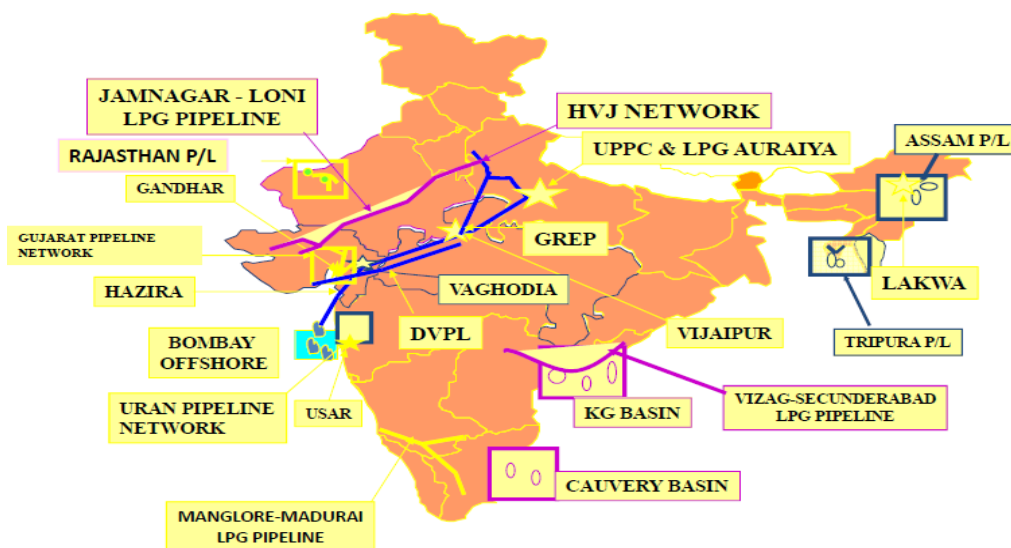 JAMNAGAR - LONI
LPG PIPELINE
HVJ NETWORK
RAJASTHAN P/L
UPPC & LPG AURAIYA
ASSAM P/L
GANDHAR
GUJARAT PIPELINE
NETWORK
GREP
HAZIRA
VAGHODIA
LAKWA
BOMBAY
OFFSHORE
DVPL
VIJAIPUR
TRIPURA P/L
URAN PIPELINE
NETWORK
USAR
KG BASIN
VIZAG-SECUNDERABAD
LPG PIPELINE
CAUVERY BASIN
MANGLORE-MADURAI
LPG PIPELINE